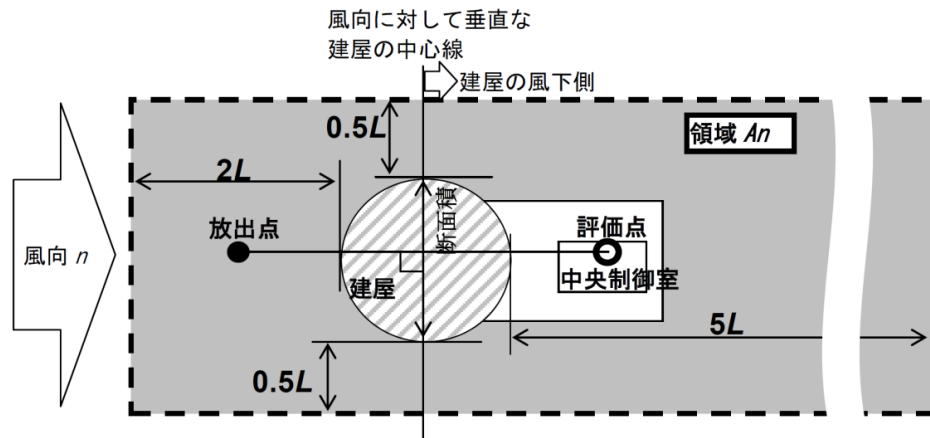 風向に対して垂直な
建屋の中心線
建屋の風下側
0.5L
領域 An
2L
断面積
放出点
評価点
風向 n
建屋
中央制御室
5L
0.5L